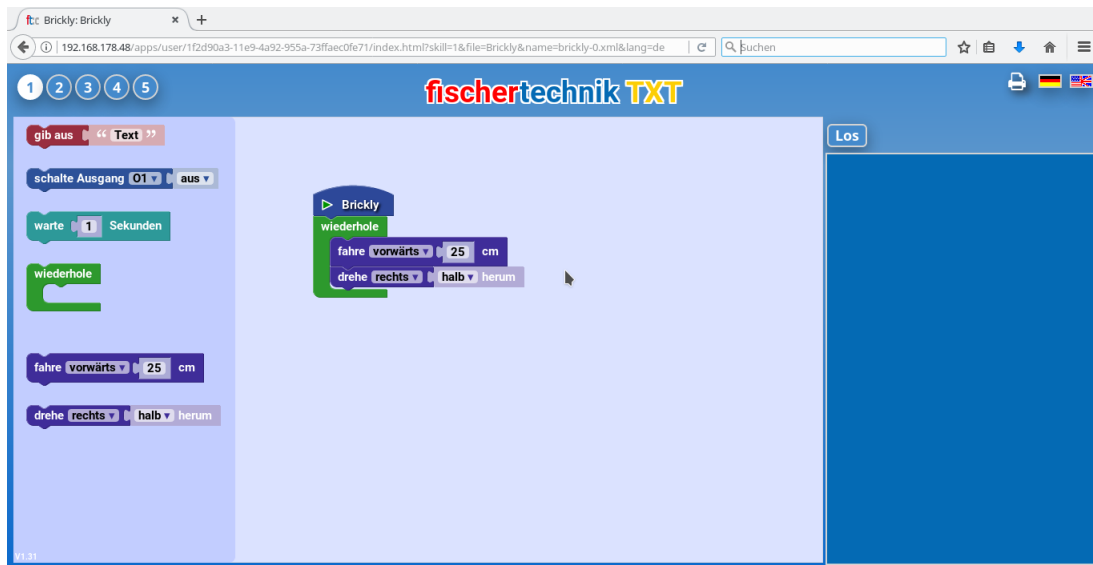 ftc Brickly: Brickly × +
192.168.178.48/apps/user/1f2d90a3-11e9-4a92-955a-73ffaec0fe71/index.html?skill=1&file=Brickly&name=brickly-0.xml&lang=de Suchen
1 2 3 4 5 fischertechnik TXT
gib aus “ Text ”
schalte Ausgang O1 aus
warte 1 Sekunden
wiederhole
fahre vorwärts 25 cm
drehe rechts halb herum
V1.31
Brickly
wiederhole
fahre vorwärts 25 cm
drehe rechts halb herum
Los